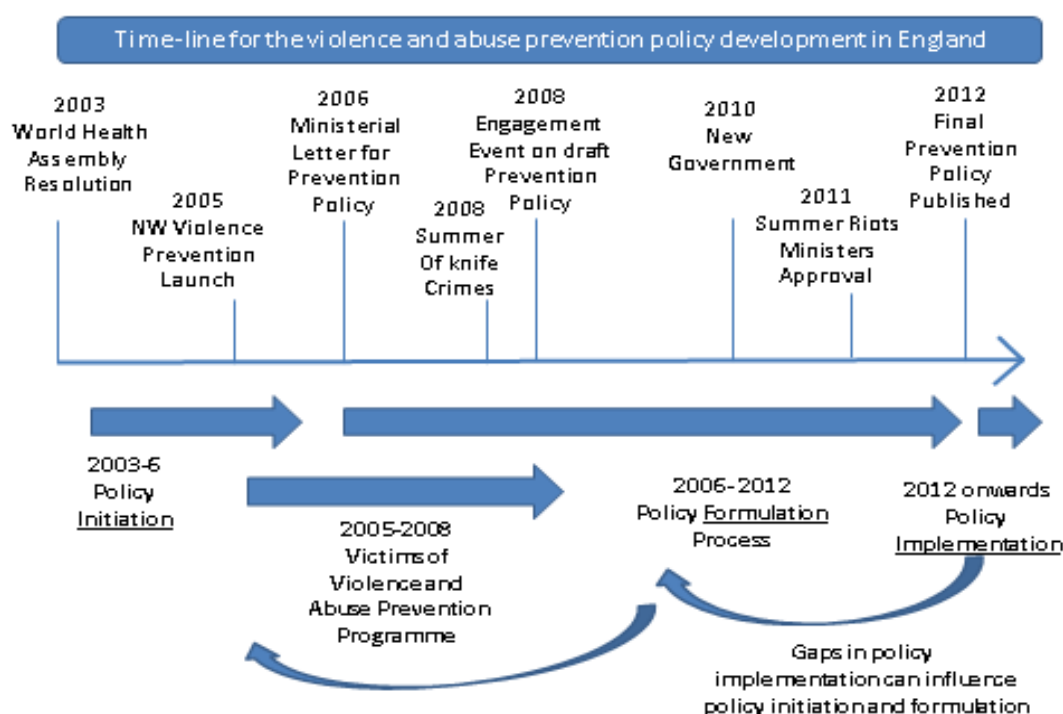 Time-line for the violence and abuse prevention policy development in England
2003
World Health
Assembly
Resolution
2005
NW Violence
Prevention
Launch
2006
Ministerial
Letter for
Prevention
Policy
2008
Summer
Of knife
Crimes
2008
Engagement
Event on draft
Prevention
Policy
2010
New
Government
2011
Summer Riots
Ministers
Approval
2012
Final
Prevention
Policy
Published
2003-6
Policy
Initiation
2005-2008
Victims of
Violence and
Abuse Prevention
Programme
2006-2012
Policy Formulation
Process
2012 onwards
Policy
Implementation
Gaps in policy
implementation can influence
policy initiation and formulation